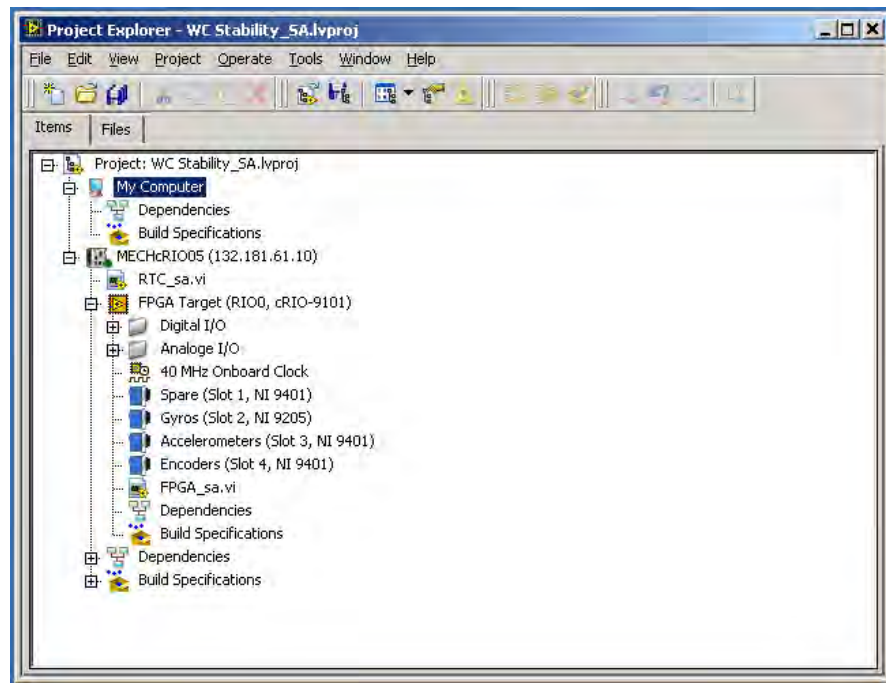 Project Explorer - WC Stability_SA.lvproj
File Edit View Project Operate Tools Window Help
Items Files
Project: WC Stability_SA.lvproj
My Computer
Dependencies
Build Specifications
MECHcRIO05 (132.181.61.10)
RTC_sa.vi
FPGA Target (RIO0, cRIO-9101)
Digital I/O
Analoge I/O
40 MHz Onboard Clock
Spare (Slot 1, NI 9401)
Gyros (Slot 2, NI 9205)
Accelerometers (Slot 3, NI 9401)
Encoders (Slot 4, NI 9401)
FPGA_sa.vi
Dependencies
Build Specifications
Dependencies
Build Specifications